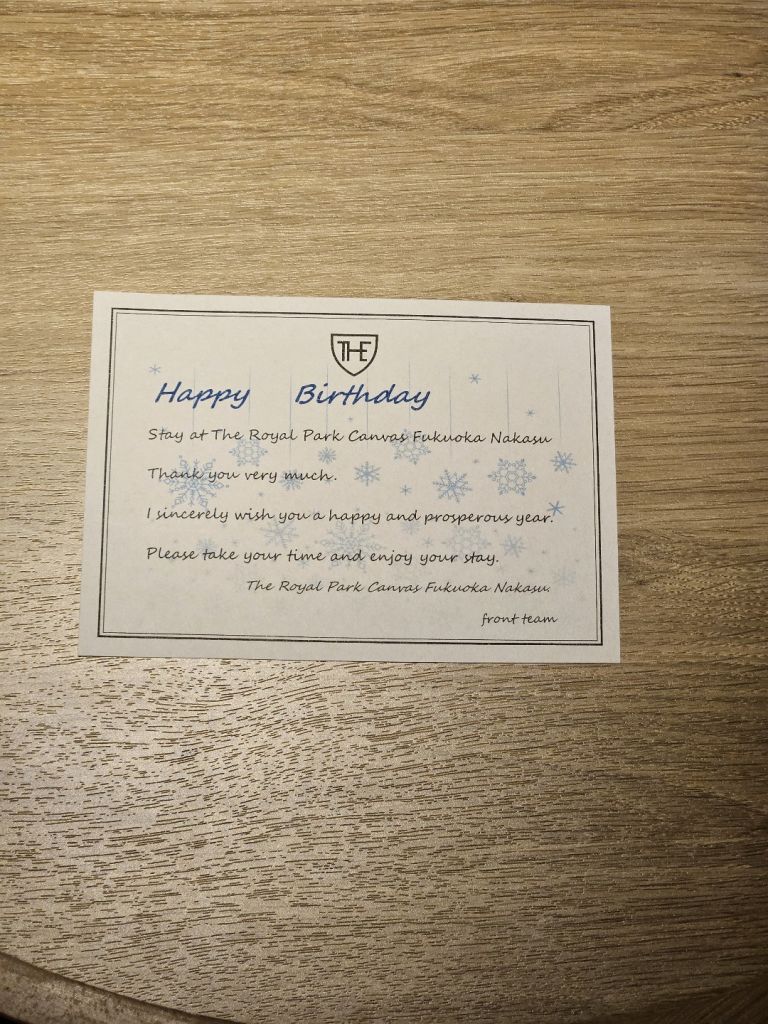 THE
Happy Birthday
Stay at The Royal Park Canvas Fukuoka Nakasu
Thank you very much.
I sincerely wish you a happy and prosperous year.
Please take your time and enjoy your stay.
The Royal Park Canvas Fukuoka Nakasu.
front team